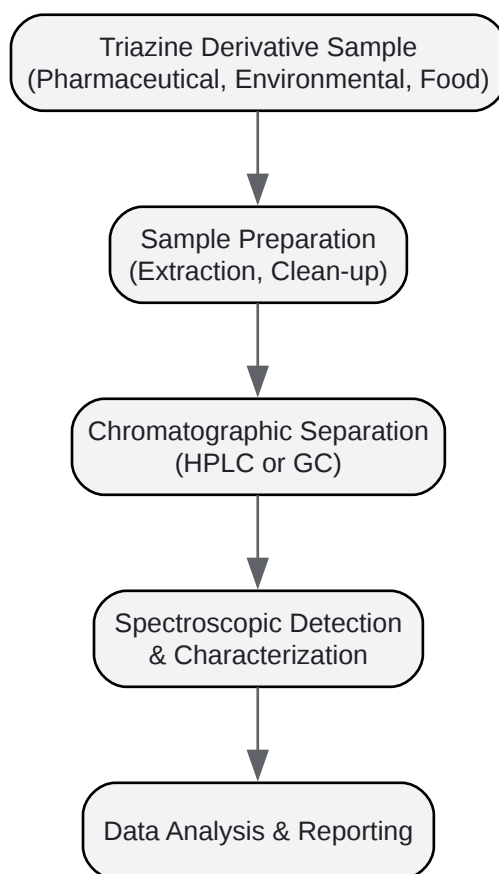 Triazine Derivative Sample
(Pharmaceutical, Environmental, Food)
Sample Preparation
(Extraction, Clean-up)
Chromatographic Separation
(HPLC or GC)
Spectroscopic Detection
& Characterization
Data Analysis & Reporting